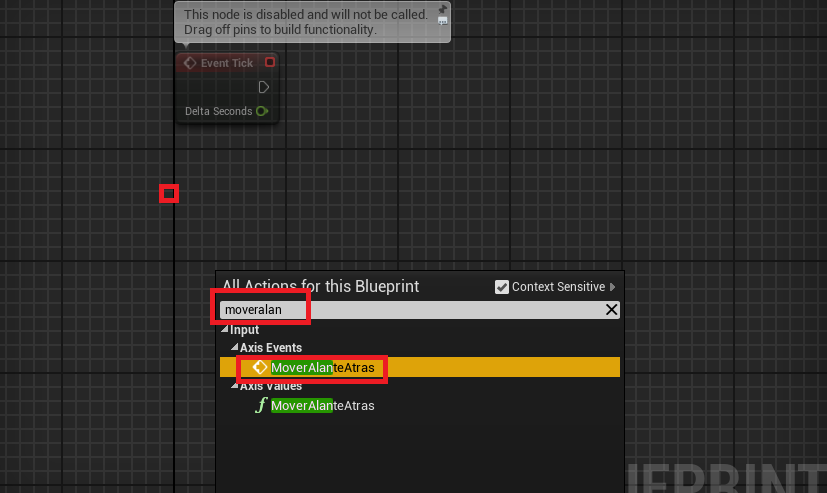 This node is disabled and will not be called.
Drag off pins to build functionality.
Event Tick
Delta Seconds
All Actions for this Blueprint
Context Sensitive
moveralan
Input
Axis Events
MoverAlanteAtras
Axis Values
f MoverAlanteAtras